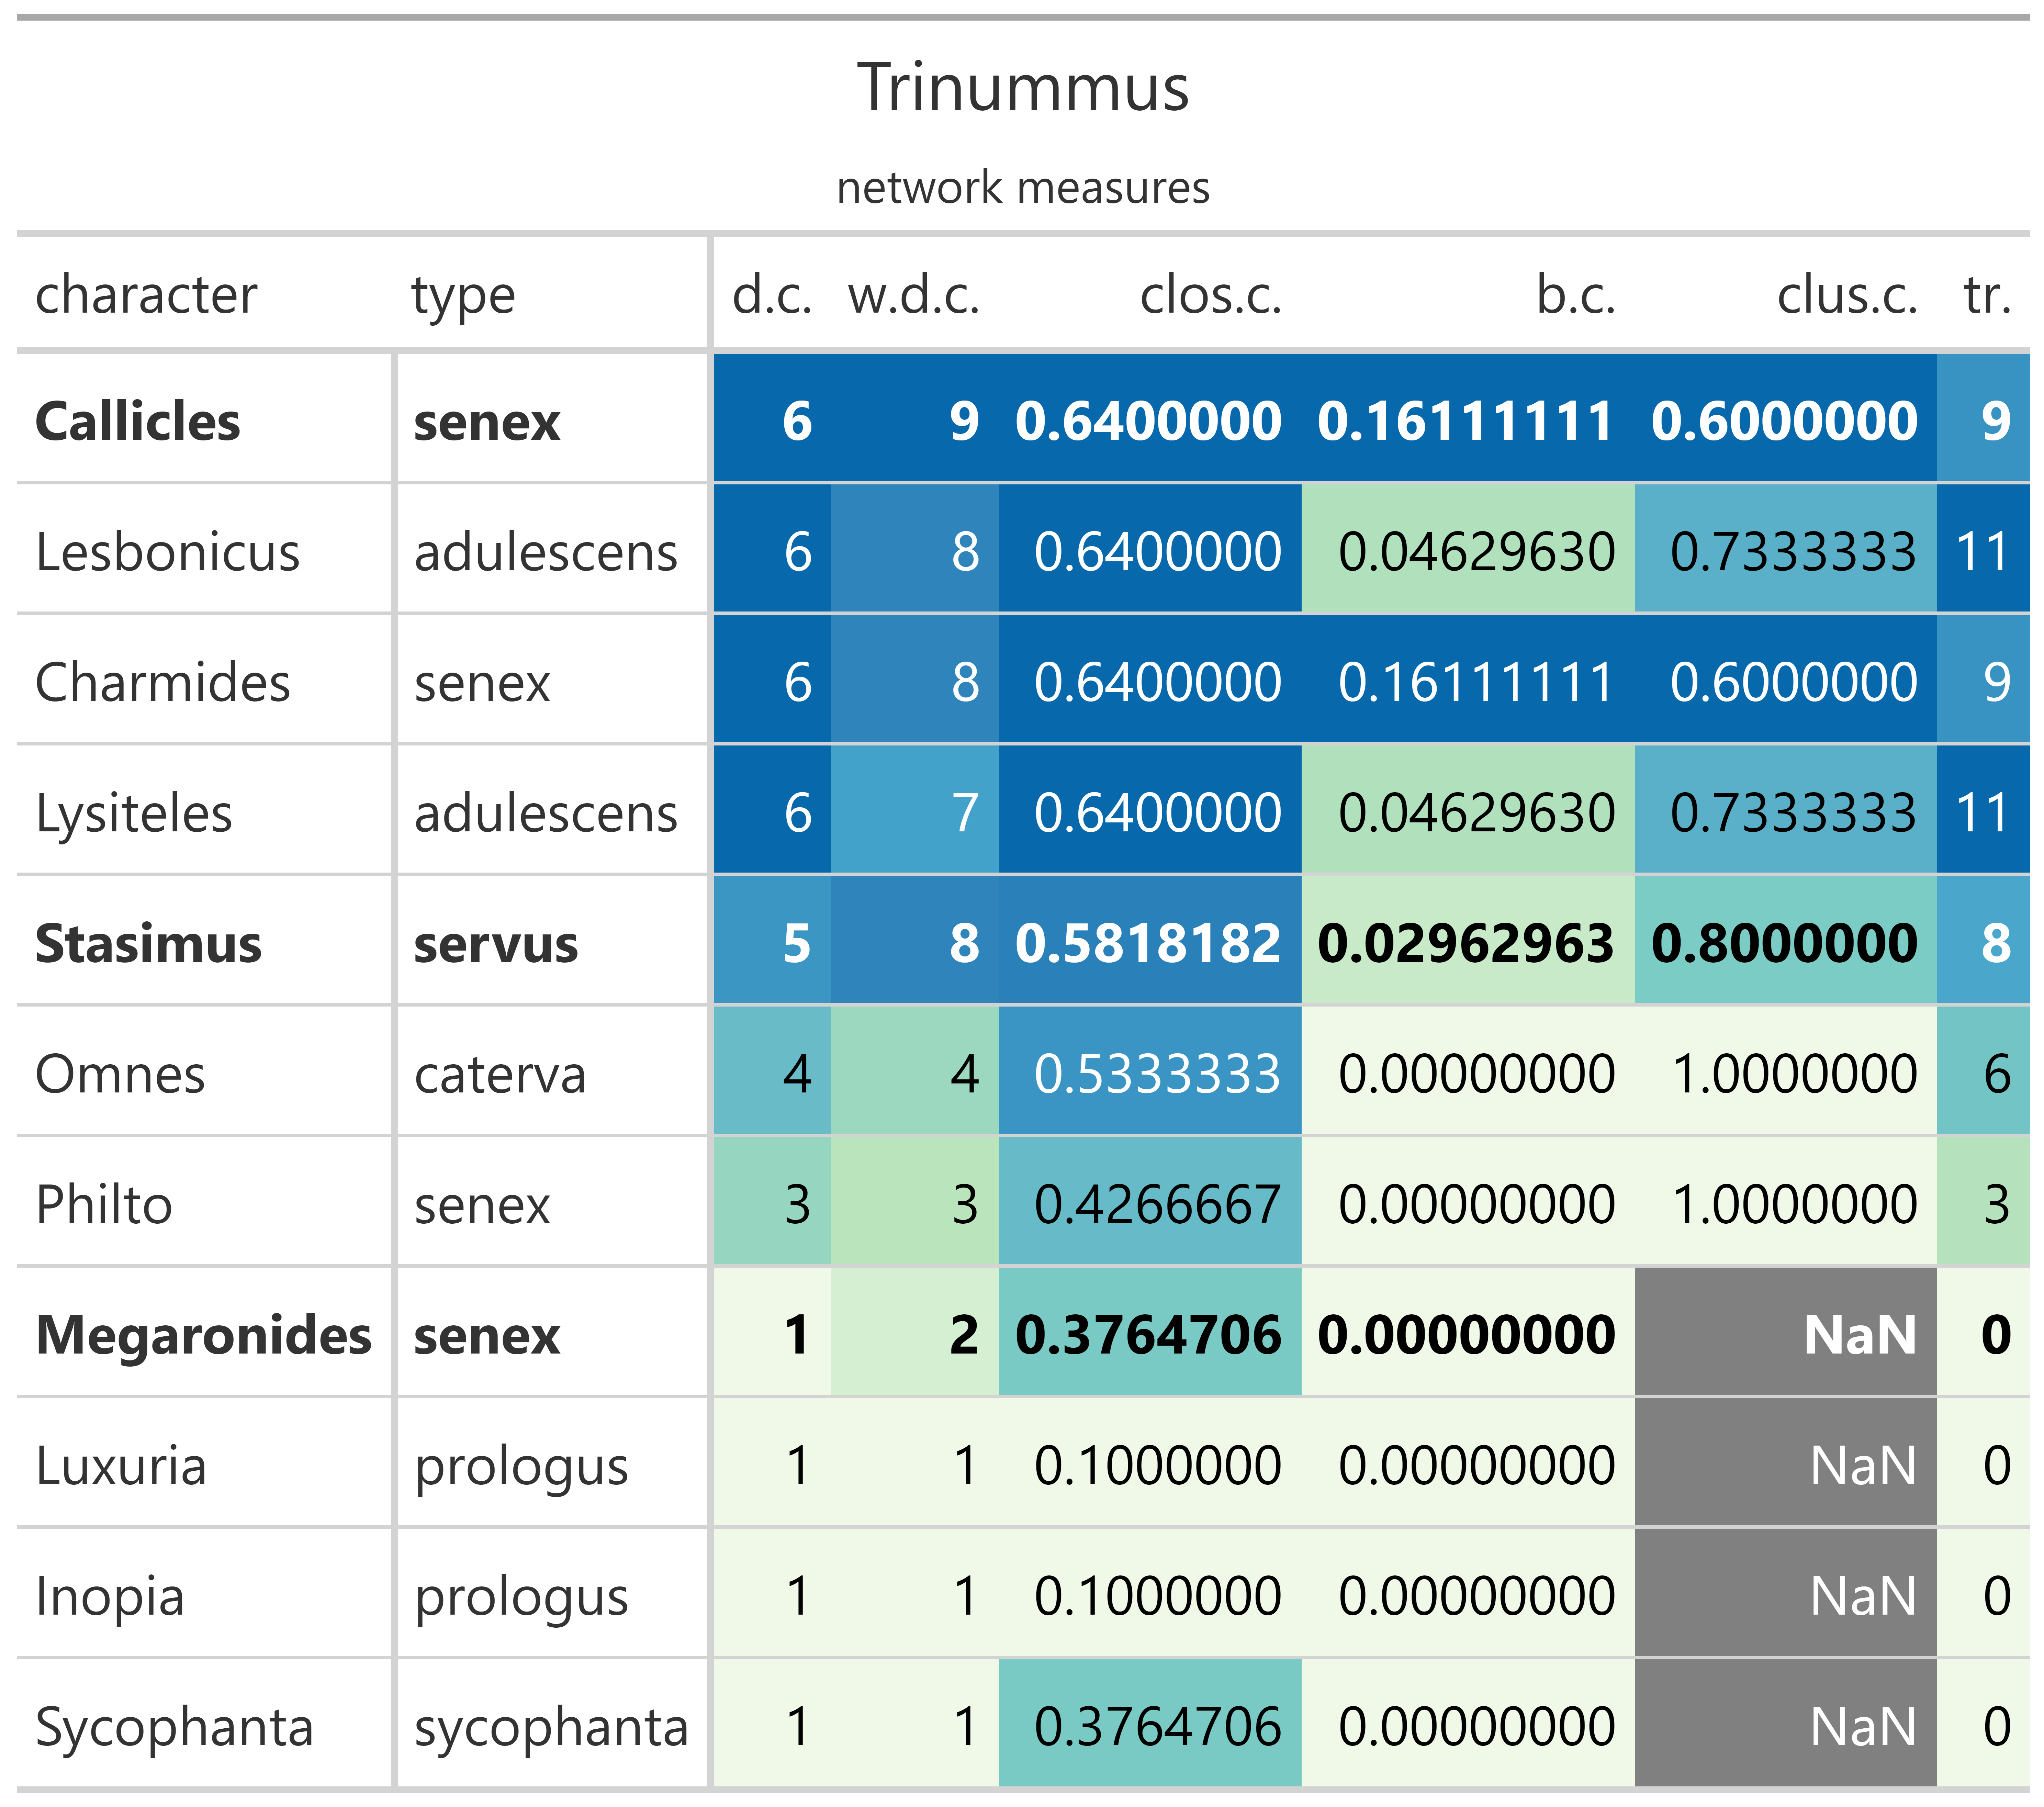 Trinummus
network measures
character type d.c. w.d.c. clos.c. b.c. clus.c. tr.
Callicles senex 6 9 0.6400000 0.16111111 0.6000000 9
Lesbonicus adulescens 6 8 0.6400000 0.04629630 0.7333333 11
Charmides senex 6 8 0.6400000 0.16111111 0.6000000 9
Lysiteles adulescens 6 7 0.6400000 0.04629630 0.7333333 11
Stasimus servus 5 8 0.5818182 0.02962963 0.8000000 8
Omnes caterva 4 4 0.5333333 0.00000000 1.0000000 6
Philto senex 3 3 0.4266667 0.00000000 1.0000000 3
Megaronides senex 1 2 0.3764706 0.00000000 NaN 0
Luxuria prologus 1 1 0.1000000 0.00000000 NaN 0
Inopia prologus 1 1 0.1000000 0.00000000 NaN 0
Sycophanta sycophanta 1 1 0.3764706 0.00000000 NaN 0